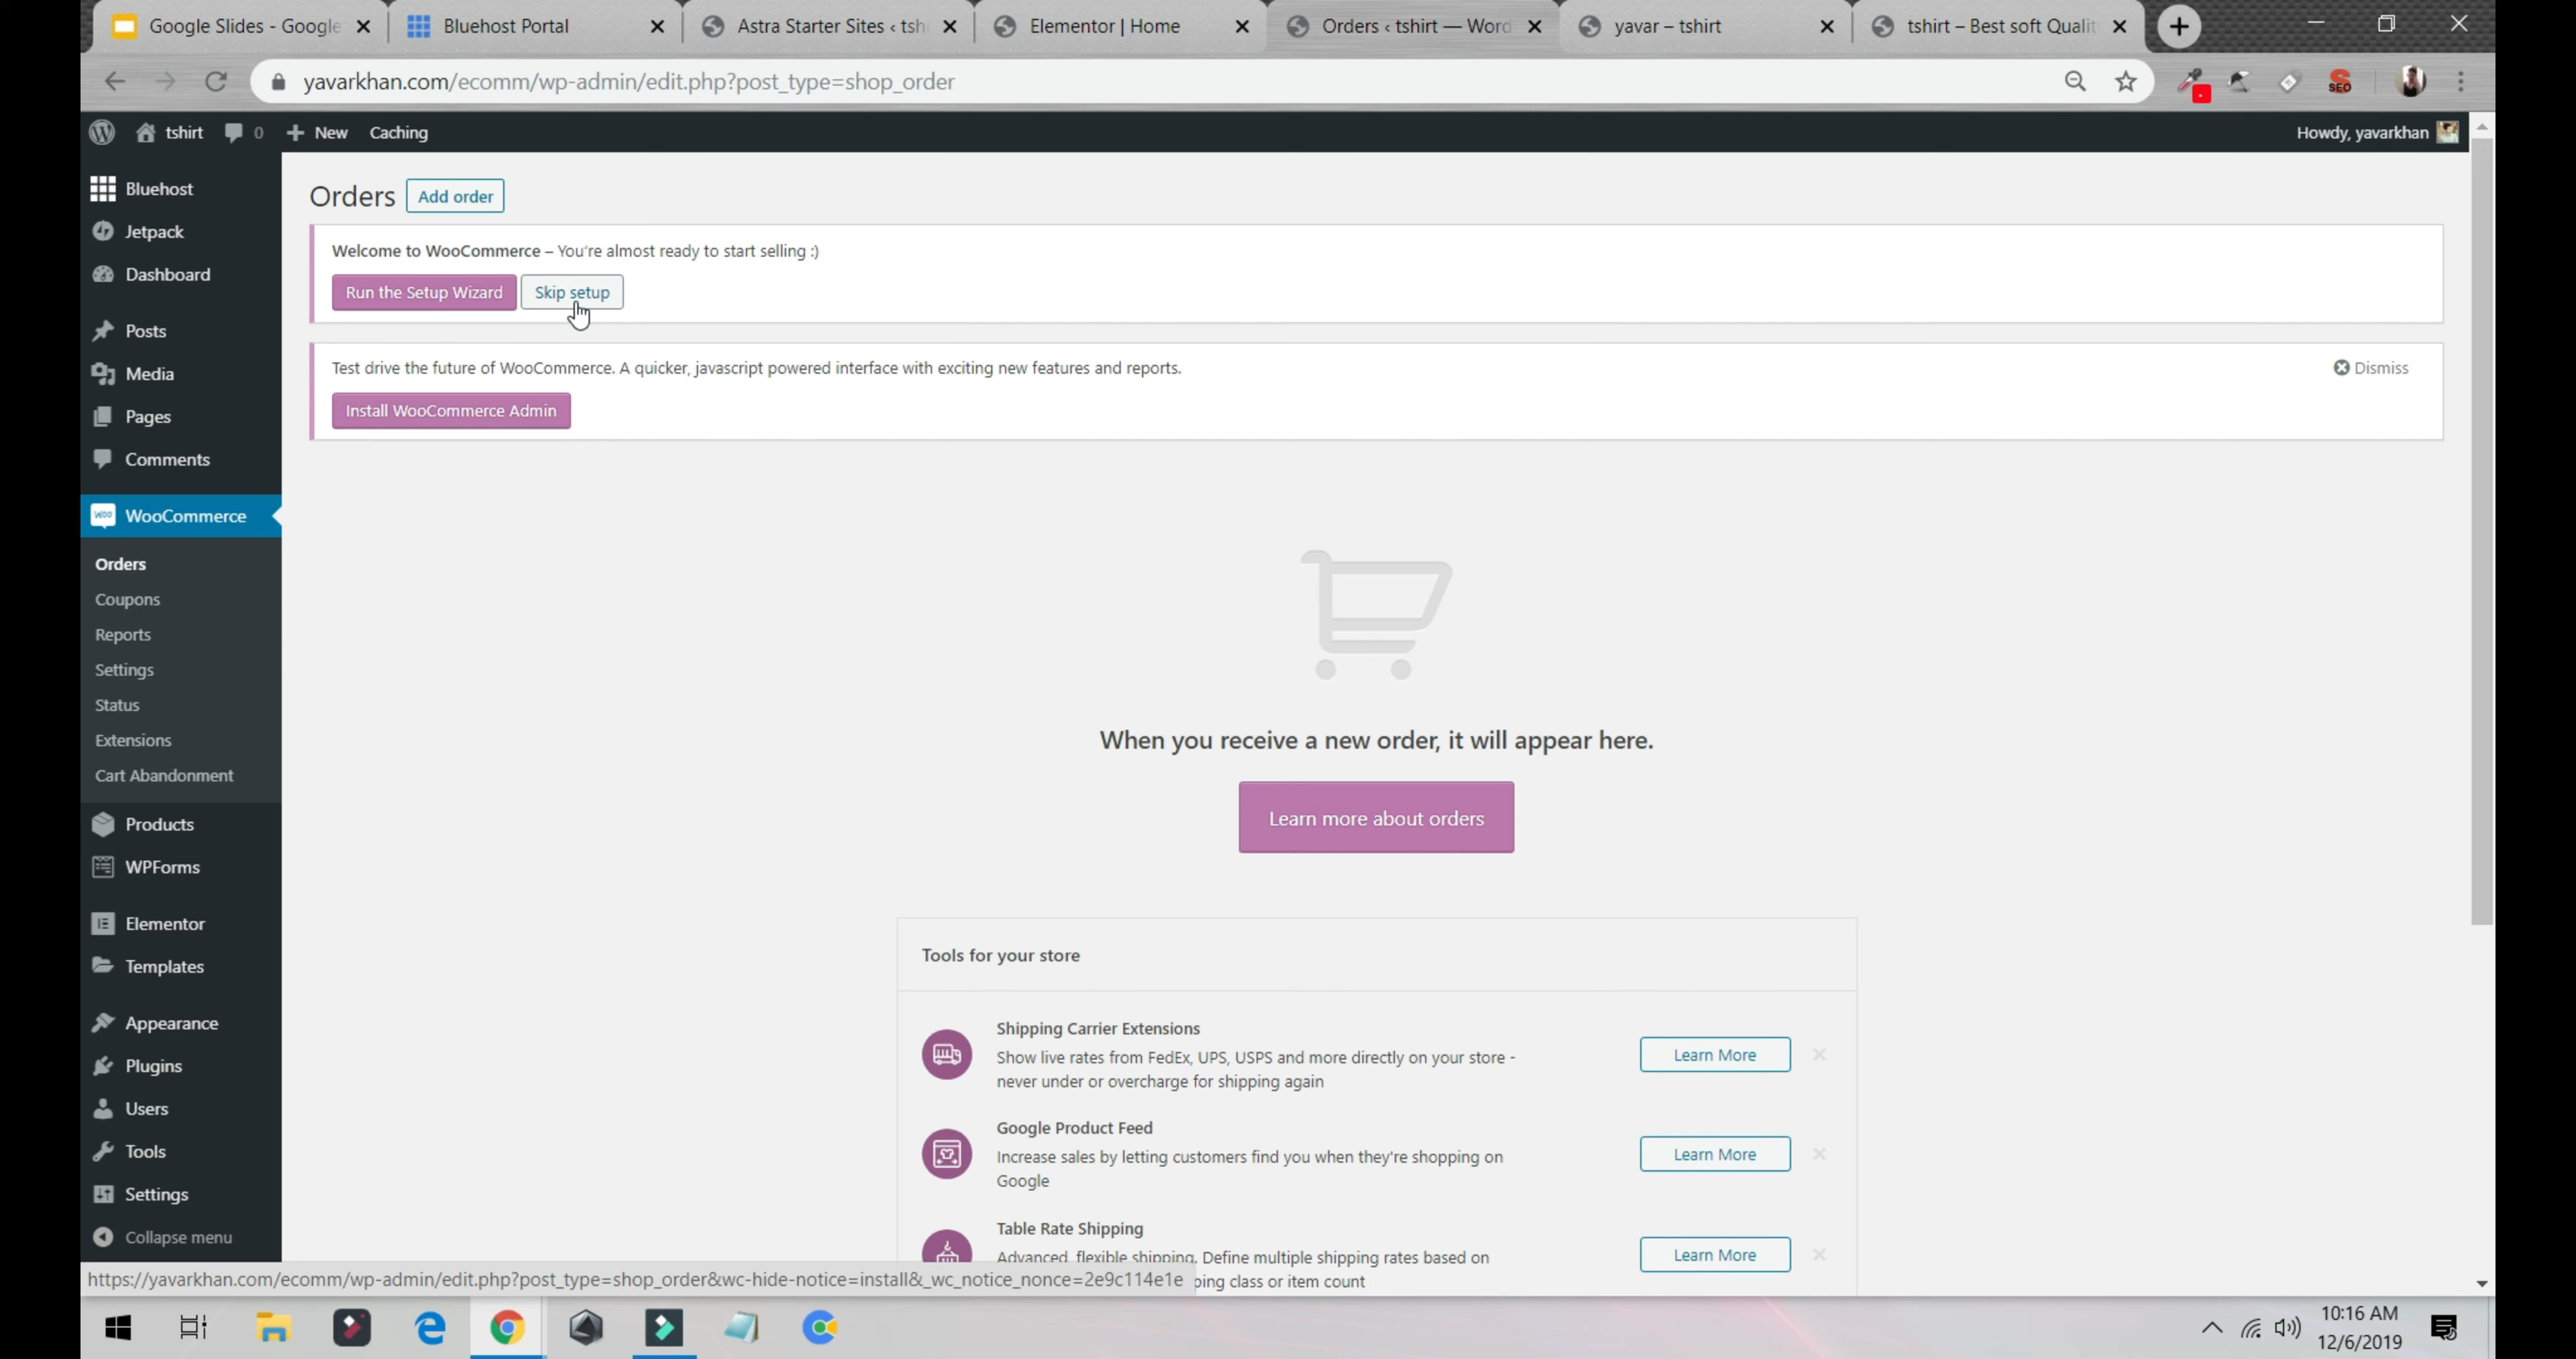 Google Slides - Google
Bluehost Portal
Astra Starter Sites ‹ tsh
Elementor | Home
Orders ‹ tshirt — Word
yavar – tshirt
tshirt – Best soft Qualit
yavarkhan.com/ecomm/wp-admin/edit.php?post_type=shop_order
SEO
tshirt
0
New
Caching
Howdy, yavarkhan
Bluehost
Jetpack
Dashboard
Posts
Media
Pages
Comments
WOO
WooCommerce
Orders
Coupons
Reports
Settings
Status
Extensions
Cart Abandonment
Products
WPForms
Elementor
Templates
Appearance
Plugins
Users
Tools
Settings
Collapse menu
Orders
Add order
Welcome to WooCommerce – You're almost ready to start selling :)
Run the Setup Wizard
Skip setup
Test drive the future of WooCommerce. A quicker, javascript powered interface with exciting new features and reports.
Dismiss
Install WooCommerce Admin
When you receive a new order, it will appear here.
Learn more about orders
Tools for your store
Shipping Carrier Extensions
Show live rates from FedEx, UPS, USPS and more directly on your store -
never under or overcharge for shipping again
Learn More
Google Product Feed
Increase sales by letting customers find you when they're shopping on
Google
Learn More
Table Rate Shipping
Advanced, flexible shipping. Define multiple shipping rates based on
ping class or item count
Learn More
https://yavarkhan.com/ecomm/wp-admin/edit.php?post_type=shop_order&wc-hide-notice=install&_wc_notice_nonce=2e9c114e1e
10:16 AM
12/6/2019